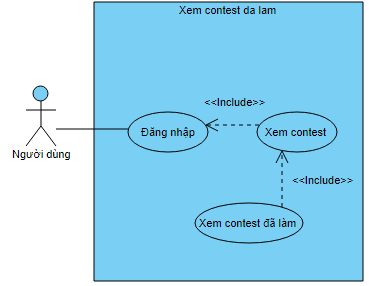 Xem contest da lam
<<Include>>
Đăng nhập
Xem contest
Người dùng
<<Include>>
Xem contest đã làm